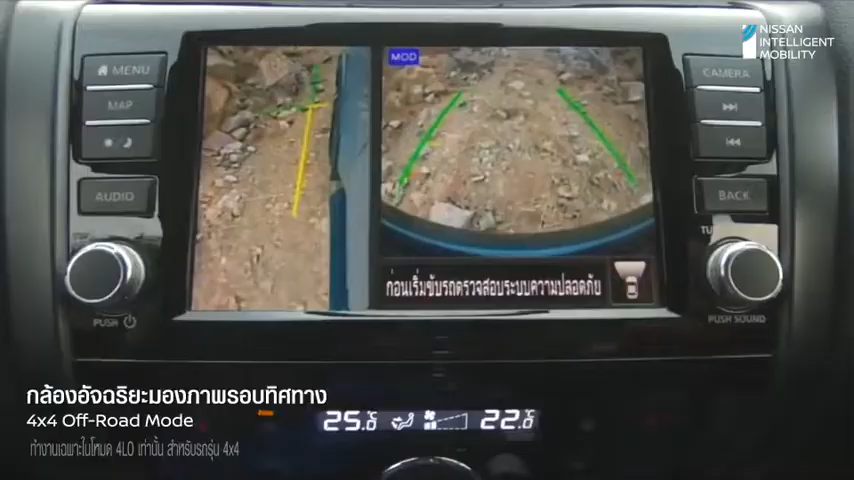 NISSAN
INTELLIGENT
MOBILITY
MENU
MAP
AUDIO
MOD
CAMERA
BACK
ก่อนเริ่มขับรถตรวจสอบระบบความปลอดภัย
PUSH
PUSH SOUND
กล้องอัจฉริยะมองภาพรอบทิศทาง
4x4 Off-Road Mode
25.0°C
22.0°C
ทำงานเฉพาะในโหมด 4LO เท่านั้น สำหรับรถรุ่น 4x4